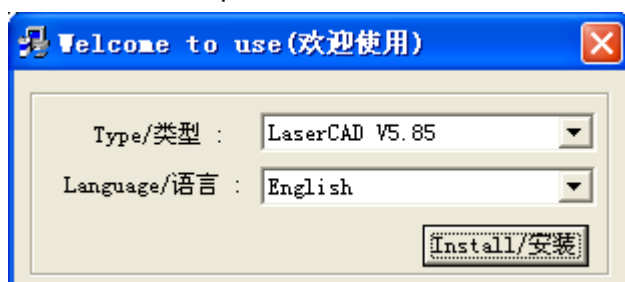 Welcome to use(欢迎使用)
Type/类型 : LaserCAD V5.85
Language/语言 : English
Install/安装